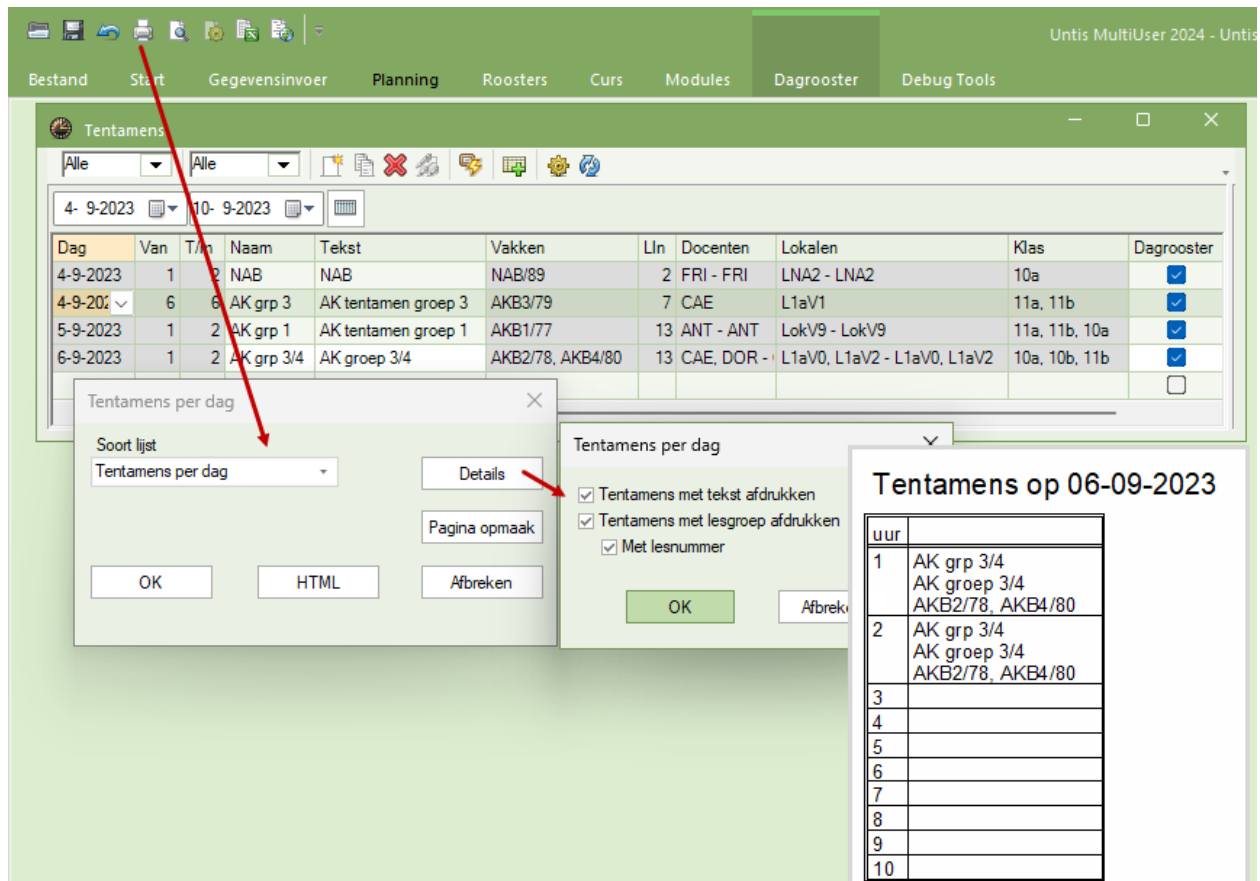 Untis MultiUser 2024 - Untis
Bestand Start Gegevensinvoer Planning Roosters Curs Modules Dagrooster Debug Tools
Tentamens
Alle Alle
4- 9-2023 10- 9-2023
Dag Van T/m Naam Tekst Vakken Lln Docenten Lokalen Klas Dagrooster
4-9-2023 1 2 NAB NAB NAB/89 2 FRI - FRI LNA2 - LNA2 10a
4-9-202 6 6 AK grp 3 AK tentamen groep 3 AKB3/79 7 CAE L1aV1 11a, 11b
5-9-2023 1 2 AK grp 1 AK tentamen groep 1 AKB1/77 13 ANT - ANT LokV9 - LokV9 11a, 11b, 10a
6-9-2023 1 2 AK grp 3/4 AK groep 3/4 AKB2/78, AKB4/80 13 CAE, DOR - L1aV0, L1aV2 - L1aV0, L1aV2 10a, 10b, 11b
Tentamens per dag
Soort lijst
Tentamens per dag
Details
Pagina opmaak
OK HTML Afbreken
Tentamens per dag
Tentamens met tekst afdrukken
Tentamens met lesgroep afdrukken
Met lesnummer
OK Afbreke
Tentamens op 06-09-2023
uur
1 AK grp 3/4
AK groep 3/4
AKB2/78, AKB4/80
2 AK grp 3/4
AK groep 3/4
AKB2/78, AKB4/80
3
4
5
6
7
8
9
10